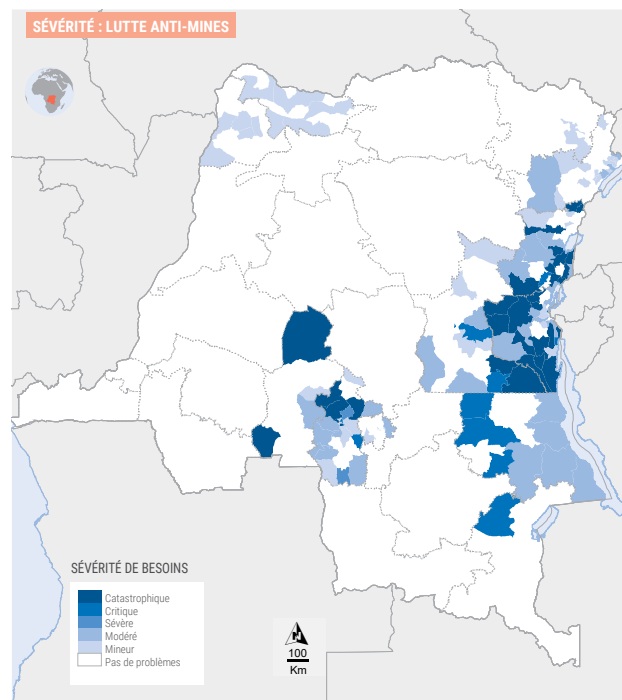 SÉVÉRITÉ : LUTTE ANTI-MINES
SÉVÉRITÉ DE BESOINS
Catastrophique
Critique
Sévère
Modéré
Mineur
Pas de problèmes
N
100
Km